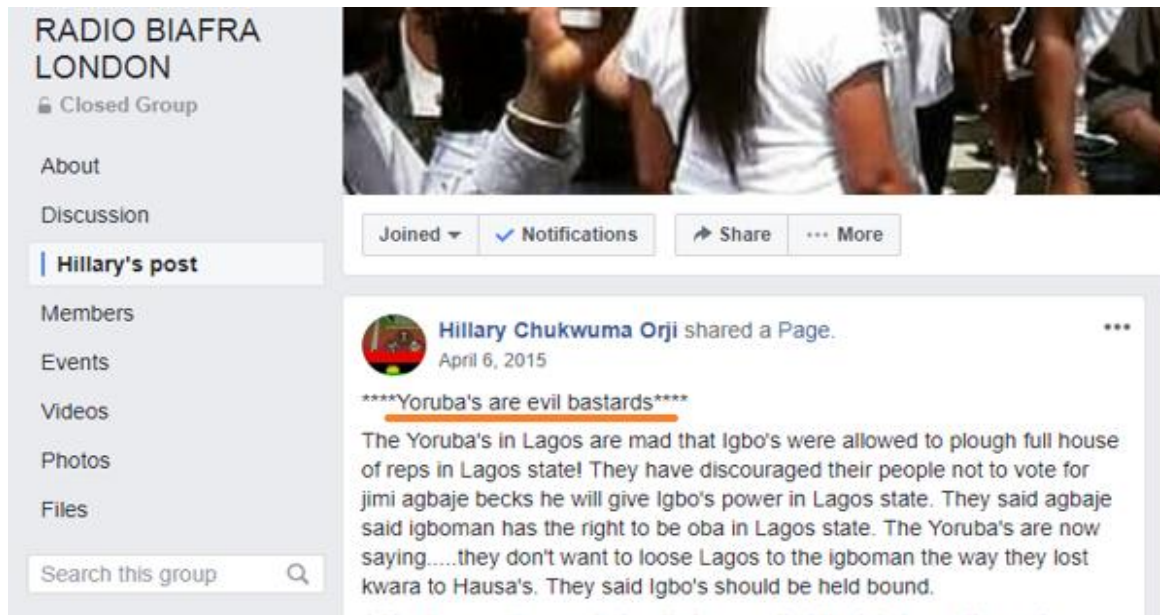 RADIO BIAFRA
LONDON
Closed Group
About
Discussion
Hillary's post
Members
Events
Videos
Photos
Files
Search this group
Joined
Notifications
Share
More
Hillary Chukwuma Orji shared a Page.
April 6, 2015
****Yoruba's are evil bastards****
The Yoruba's in Lagos are mad that Igbo's were allowed to plough full house
of reps in Lagos state! They have discouraged their people not to vote for
jimi agbaje becks he will give Igbo's power in Lagos state. They said agbaje
said igboman has the right to be oba in Lagos state. The Yoruba's are now
saying.....they don't want to loose Lagos to the igboman the way they lost
kwara to Hausa's. They said Igbo's should be held bound.